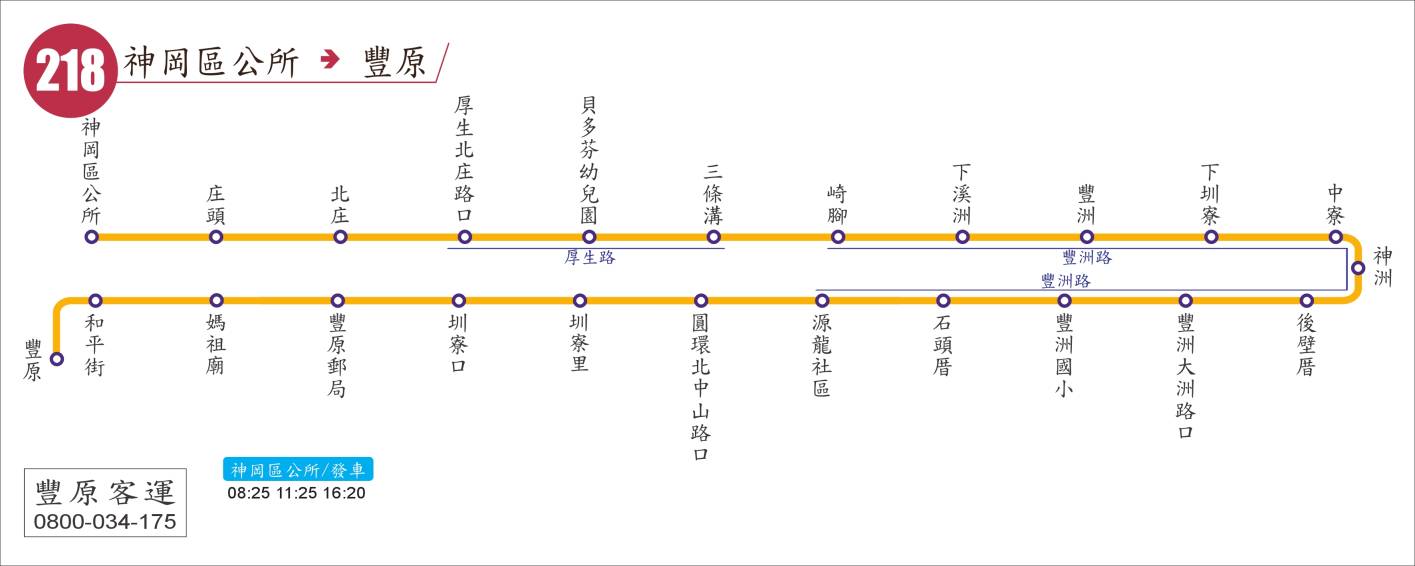 218
神岡區公所 ➔ 豐原
神岡區公所
庄頭
北庄
厚生北庄路口
貝多芬幼兒園
三條溝
崎腳
下溪洲
豐洲
下圳寮
中寮
厚生路
豐洲路
神洲
豐洲路
後壁厝
豐洲大洲路口
豐洲國小
石頭厝
源龍社區
圓環北中山路口
圳寮里
圳寮口
豐原郵局
媽祖廟
和平街
豐原
神岡區公所/發車
08:25 11:25 16:20
豐原客運
0800-034-175